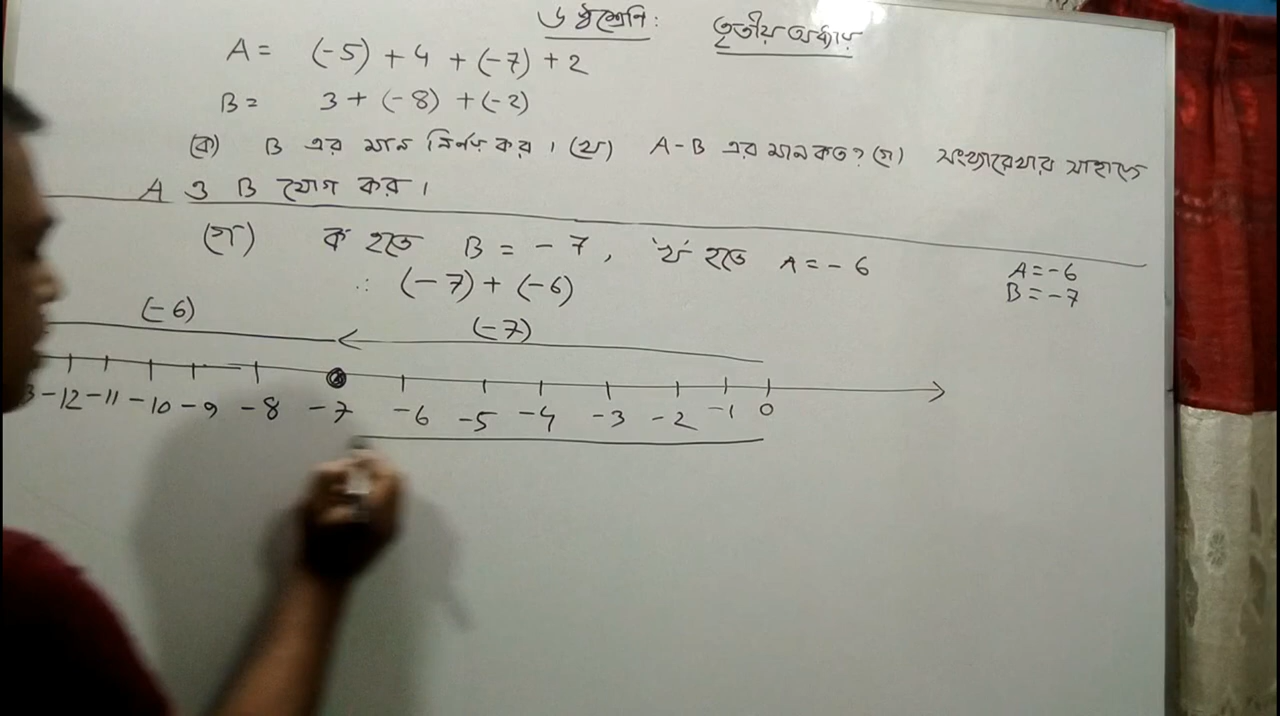 ৬ষ্ঠ শ্রেণি: তৃতীয় অধ্যায়
A = (-5) + 4 + (-7) + 2
B = 3 + (-8) + (-2)
(ক) B এর মান নির্ণয় কর। (খ) A-B এর মান কত? (গ) সংখ্যারেখার সাহায্যে
A ও B যোগ কর।
(গ) ক হতে B = -7, 'খ' হতে A = -6
A = -6
B = -7
∴ (-7) + (-6)
(-6) (-7)
-12 -11 -10 -9 -8 -7 -6 -5 -4 -3 -2 -1 0